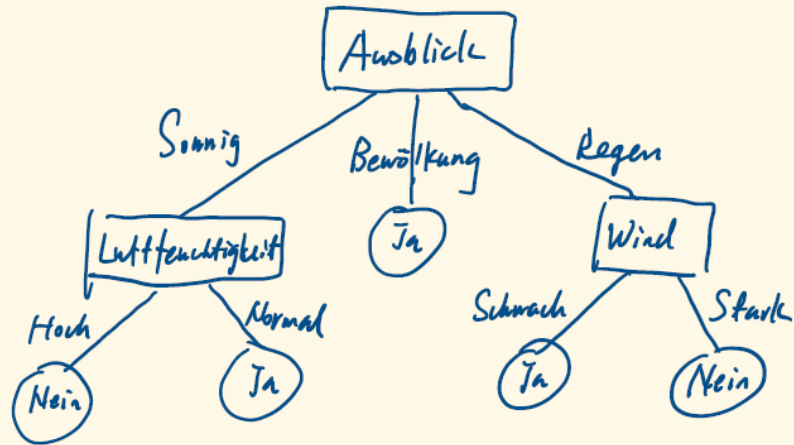 Ausblick
Sonnig Bewölkung Regen
Luftfeuchtigkeit Ja Wind
Hoch Normal Schwach Stark
Nein Ja Ja Nein